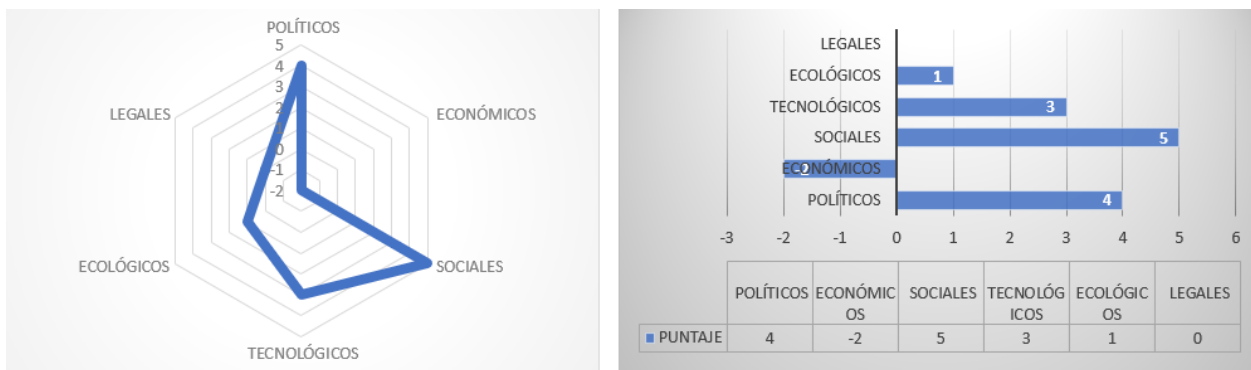 POLÍTICOS
5
4
3
2
0
-1
-2
LEGALES
ECONÓMICOS
ECOLÓGICOS
SOCIALES
TECNOLÓGICOS
LEGALES
ECOLÓGICOS 1
TECNOLÓGICOS 3
SOCIALES 5
ECONÓMICOS -2
POLÍTICOS 4
-3 -2 -1 0 1 2 3 4 5 6
POLÍTICOS ECONÓMIC SOCIALES TECNOLÓG ECOLÓGIC LEGALES
OS ICOS OS
PUNTAJE 4 -2 5 3 1 0